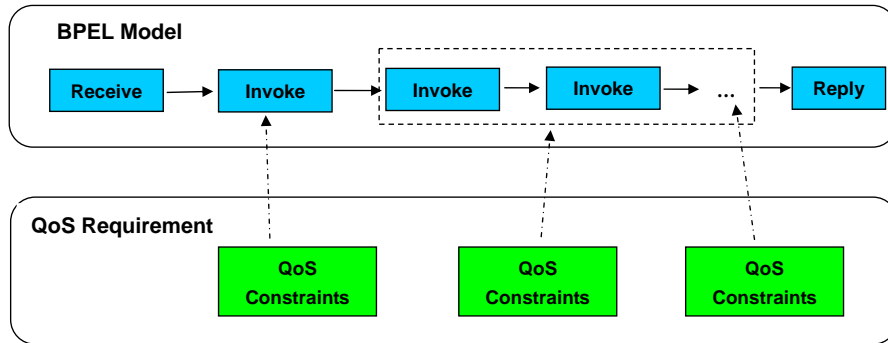 BPEL Model
Receive
Invoke
Invoke
Invoke
...
Reply
QoS Requirement
QoS
Constraints
QoS
Constraints
QoS
Constraints